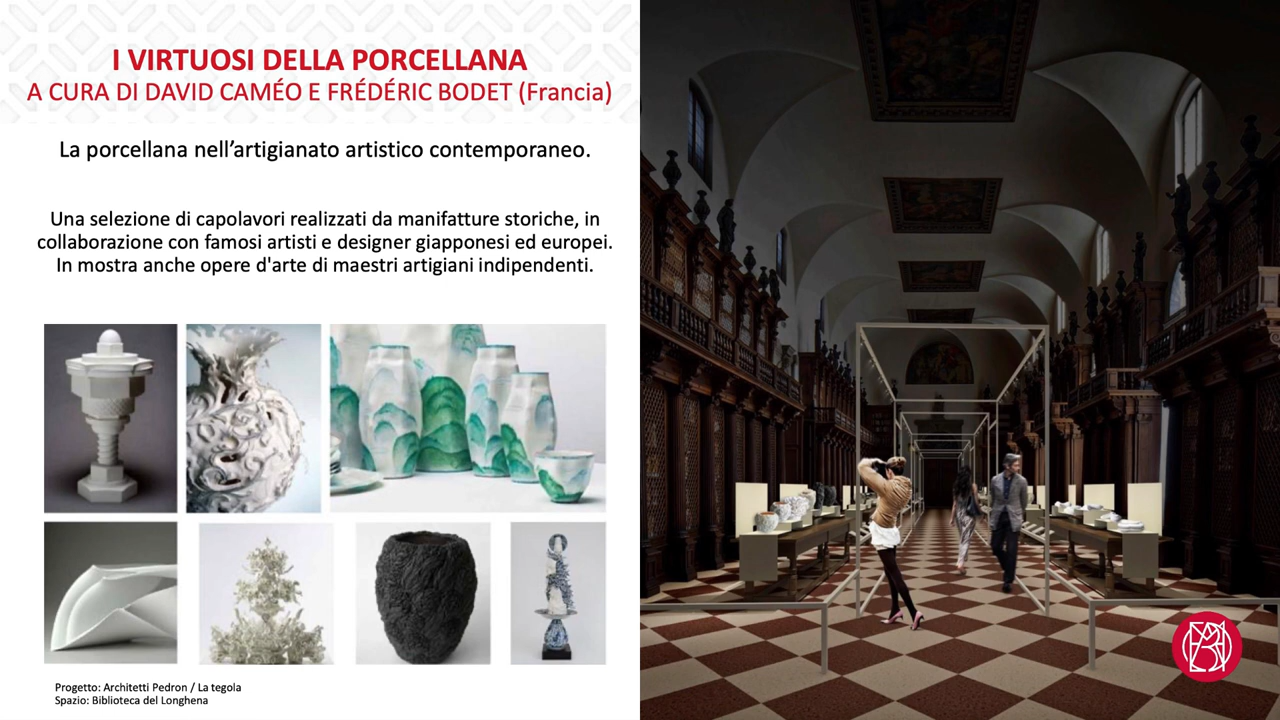 I VIRTUOSI DELLA PORCELLANA
A CURA DI DAVID CAMÉO E FRÉDÉRIC BODET (Francia)
La porcellana nell’artigianato artistico contemporaneo.
Una selezione di capolavori realizzati da manifatture storiche, in
collaborazione con famosi artisti e designer giapponesi ed europei.
In mostra anche opere d'arte di maestri artigiani indipendenti.
Progetto: Architetti Pedron / La tegola
Spazio: Biblioteca del Longhena